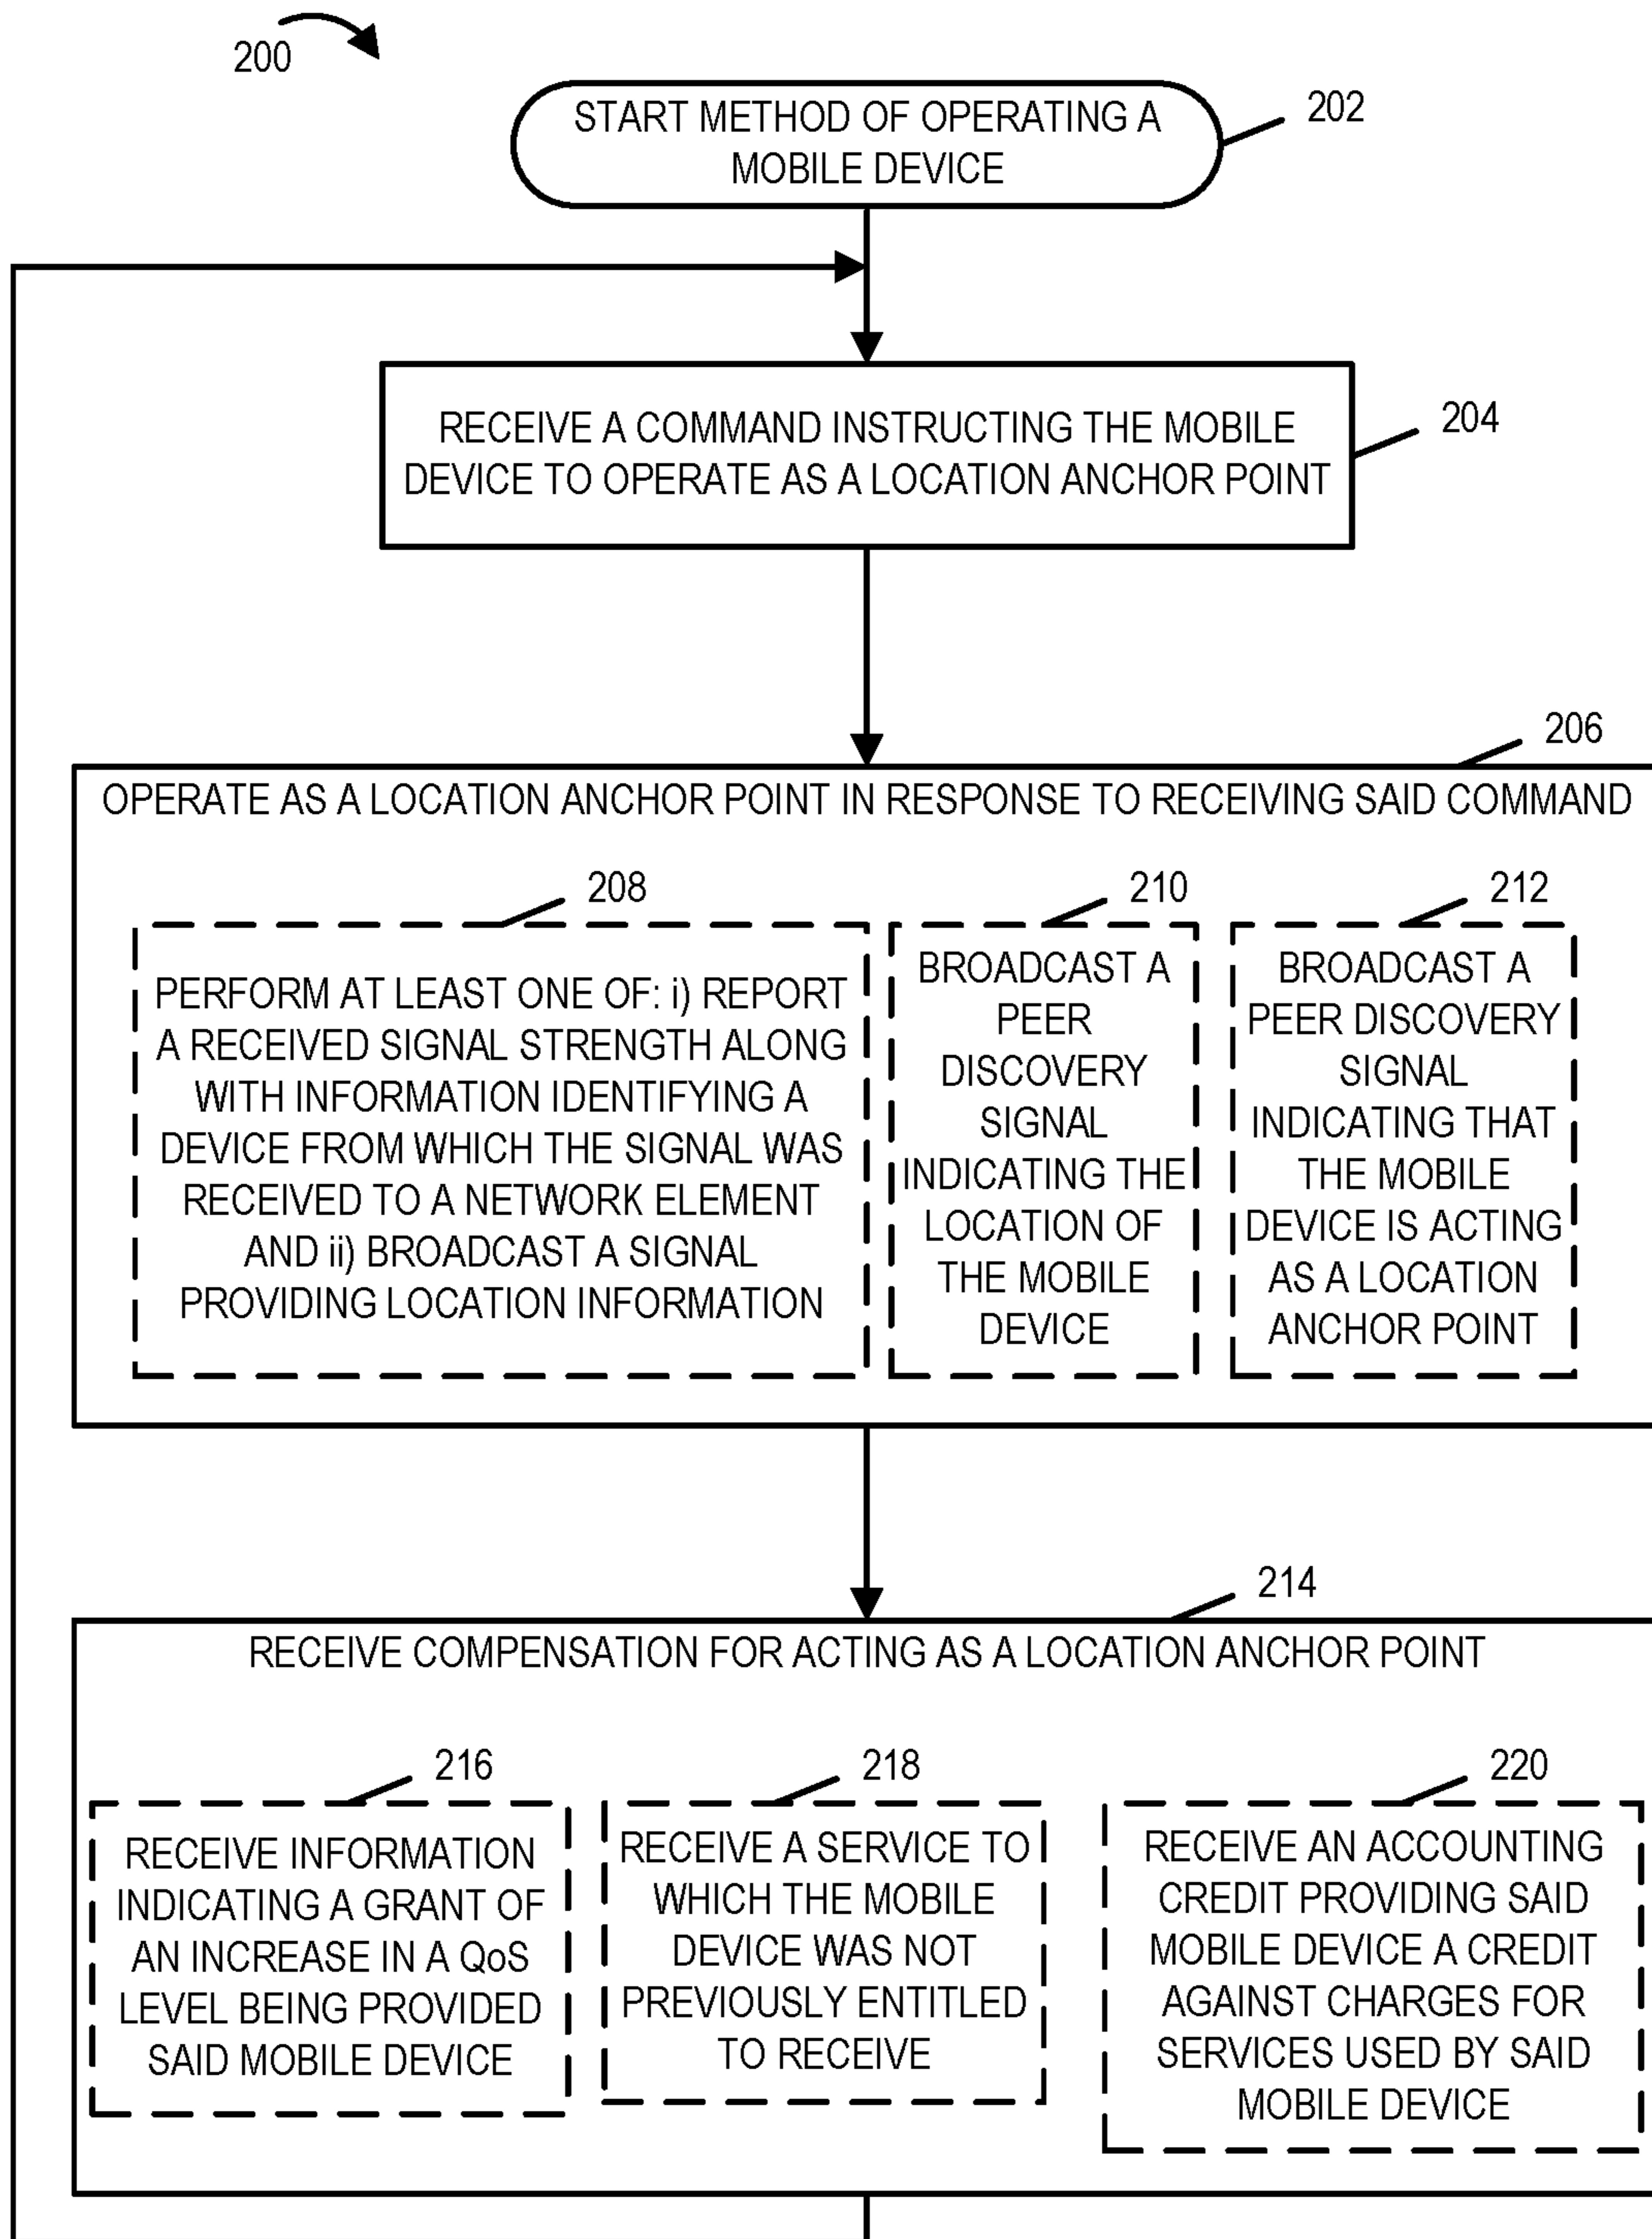 200
START METHOD OF OPERATING A
MOBILE DEVICE
202
RECEIVE A COMMAND INSTRUCTING THE MOBILE
DEVICE TO OPERATE AS A LOCATION ANCHOR POINT
204
206
OPERATE AS A LOCATION ANCHOR POINT IN RESPONSE TO RECEIVING SAID COMMAND
208
PERFORM AT LEAST ONE OF: i) REPORT
A RECEIVED SIGNAL STRENGTH ALONG
WITH INFORMATION IDENTIFYING A
DEVICE FROM WHICH THE SIGNAL WAS
RECEIVED TO A NETWORK ELEMENT
AND ii) BROADCAST A SIGNAL
PROVIDING LOCATION INFORMATION
210
BROADCAST A
PEER
DISCOVERY
SIGNAL
INDICATING THE
LOCATION OF
THE MOBILE
DEVICE
212
BROADCAST A
PEER DISCOVERY
SIGNAL
INDICATING THAT
THE MOBILE
DEVICE IS ACTING
AS A LOCATION
ANCHOR POINT
214
RECEIVE COMPENSATION FOR ACTING AS A LOCATION ANCHOR POINT
216
RECEIVE INFORMATION
INDICATING A GRANT OF
AN INCREASE IN A QoS
LEVEL BEING PROVIDED
SAID MOBILE DEVICE
218
RECEIVE A SERVICE TO
WHICH THE MOBILE
DEVICE WAS NOT
PREVIOUSLY ENTITLED
TO RECEIVE
220
RECEIVE AN ACCOUNTING
CREDIT PROVIDING SAID
MOBILE DEVICE A CREDIT
AGAINST CHARGES FOR
SERVICES USED BY SAID
MOBILE DEVICE